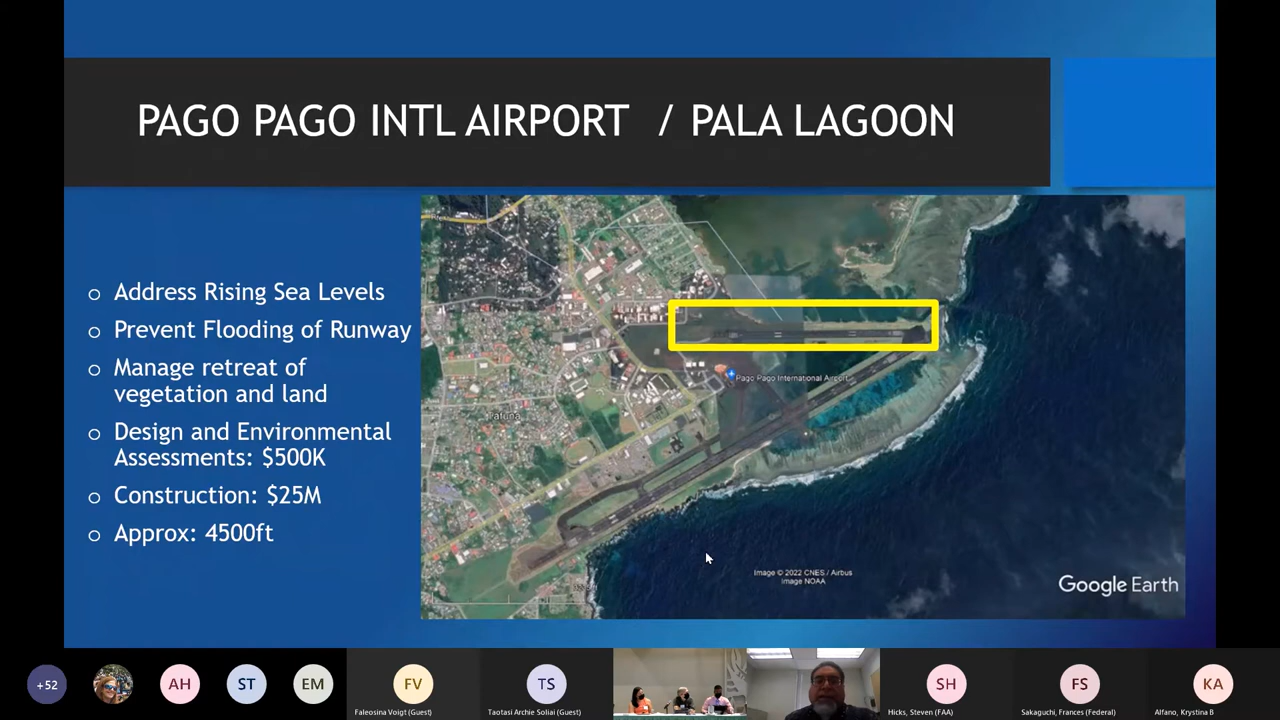 PAGO PAGO INTL AIRPORT / PALA LAGOON
Address Rising Sea Levels
Prevent Flooding of Runway
Manage retreat of
vegetation and land
Design and Environmental
Assessments: $500K
Construction: $25M
Approx: 4500ft
Pago Pago International Airport
Tafuna
Image © 2022 CNES / Airbus
Image NOAA
Google Earth
+52
AH
ST
EM
FV
TS
SH
FS
KA
Faleosina Voigt (Guest)
Taotasi Archie Soliai (Guest)
Hicks, Steven (FAA)
Sakaguchi, Frances (Federal)
Alfano, Krystina B